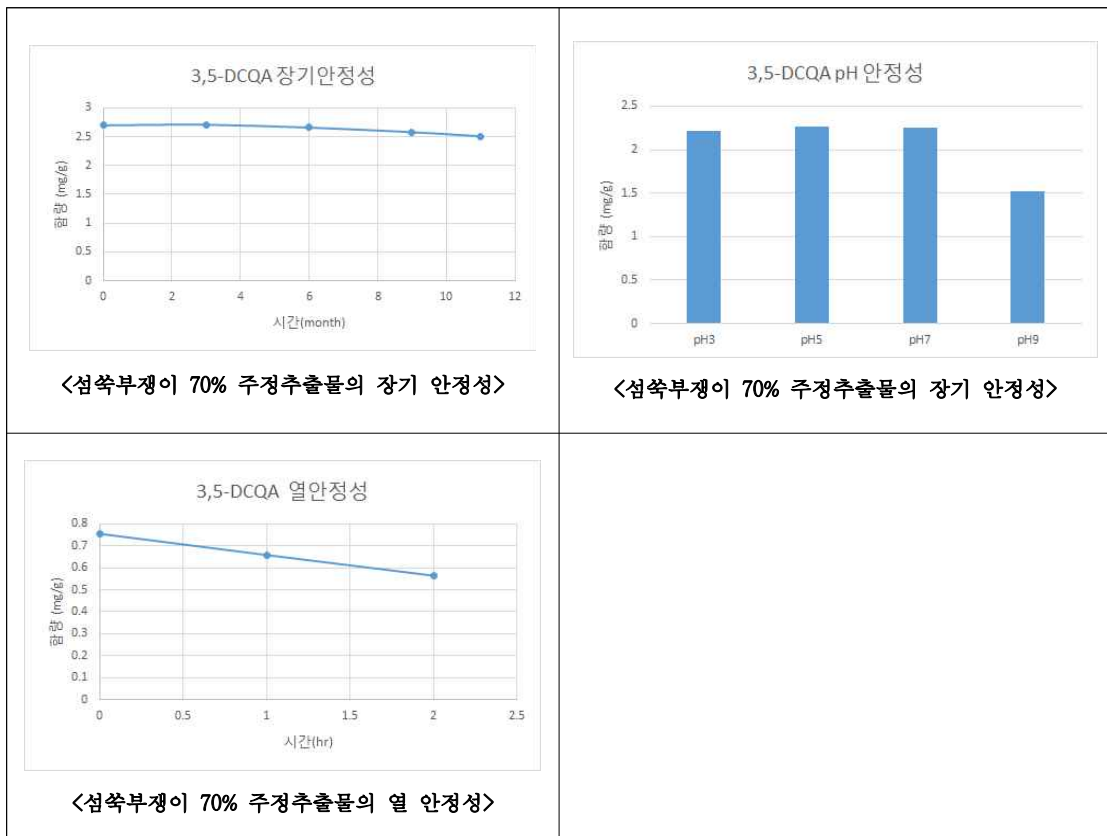 3,5-DCQA 장기안정성
3
2.5
2
1.5
1
0.5
0
함량 (mg/g)
0 2 4 6 8 10 12
시간(month)
<섬쑥부쟁이 70% 주정추출물의 장기 안정성>
3,5-DCQA pH 안정성
2.5
2
1.5
1
0.5
0
함량 (mg/g)
pH3 pH5 pH7 pH9
<섬쑥부쟁이 70% 주정추출물의 장기 안정성>
3,5-DCQA 열안정성
0.8
0.7
0.6
0.5
0.4
0.3
0.2
0.1
0
함량 (mg/g)
0 0.5 1 1.5 2 2.5
시간(hr)
<섬쑥부쟁이 70% 주정추출물의 열 안정성>